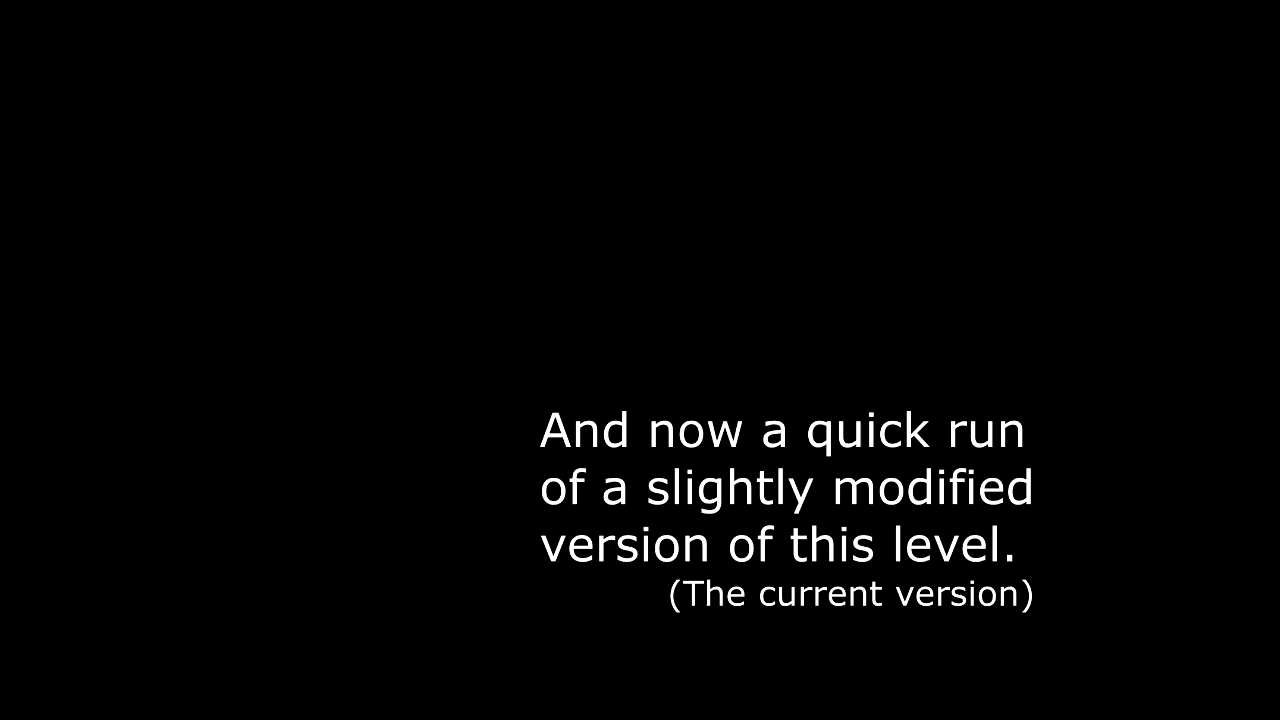 And now a quick run
of a slightly modified
version of this level.
(The current version)